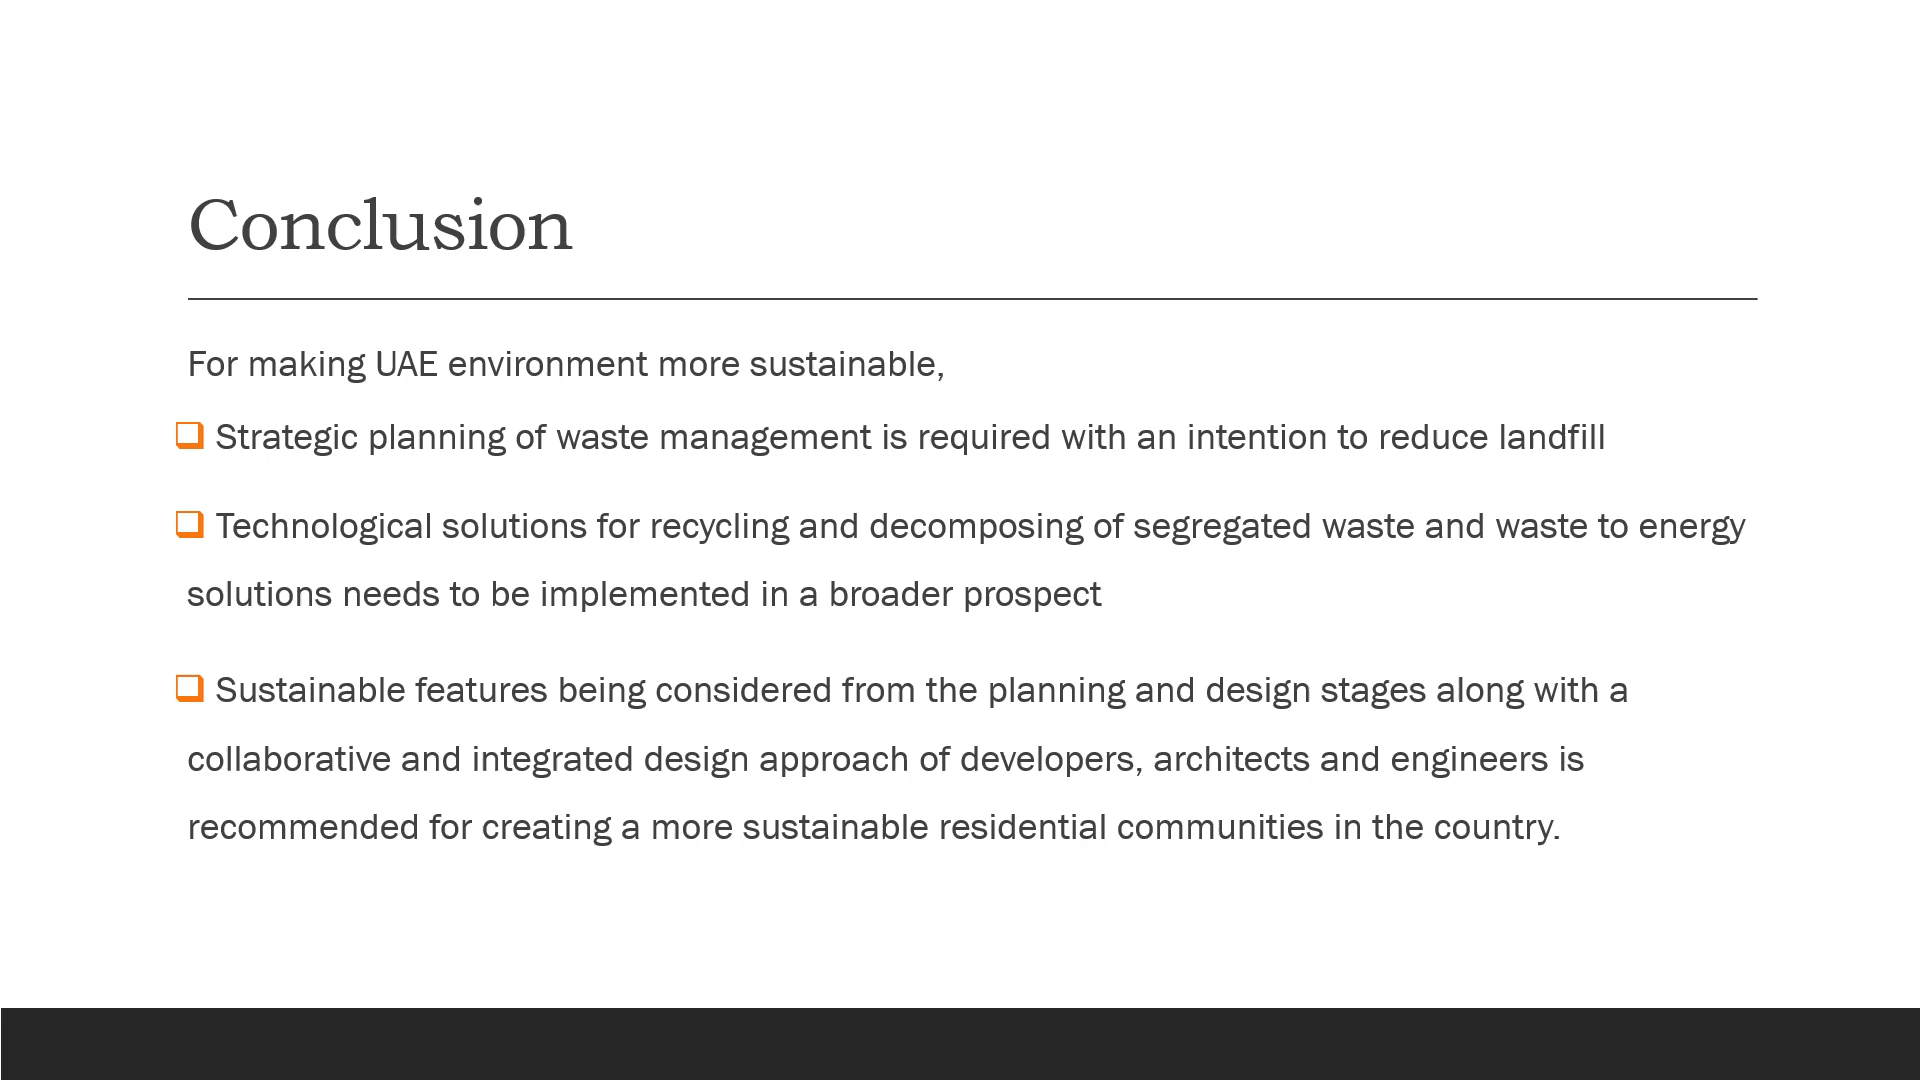 Conclusion
For making UAE environment more sustainable,
❑ Strategic planning of waste management is required with an intention to reduce landfill
❑ Technological solutions for recycling and decomposing of segregated waste and waste to energy
solutions needs to be implemented in a broader prospect
❑ Sustainable features being considered from the planning and design stages along with a
collaborative and integrated design approach of developers, architects and engineers is
recommended for creating a more sustainable residential communities in the country.